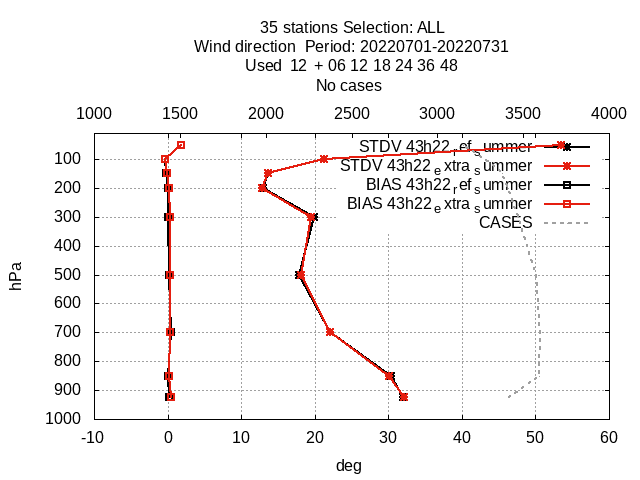 35 stations Selection: ALL
Wind direction  Period: 20220701-20220731
Used  12  + 06 12 18 24 36 48
No cases
1000 1500 2000 2500 3000 3500 4000
STDV 43h22_ref_summer
STDV 43h22_extra_summer
BIAS 43h22_ref_summer
BIAS 43h22_extra_summer
CASES
hPa
100
200
300
400
500
600
700
800
900
1000
-10 0 10 20 30 40 50 60
deg